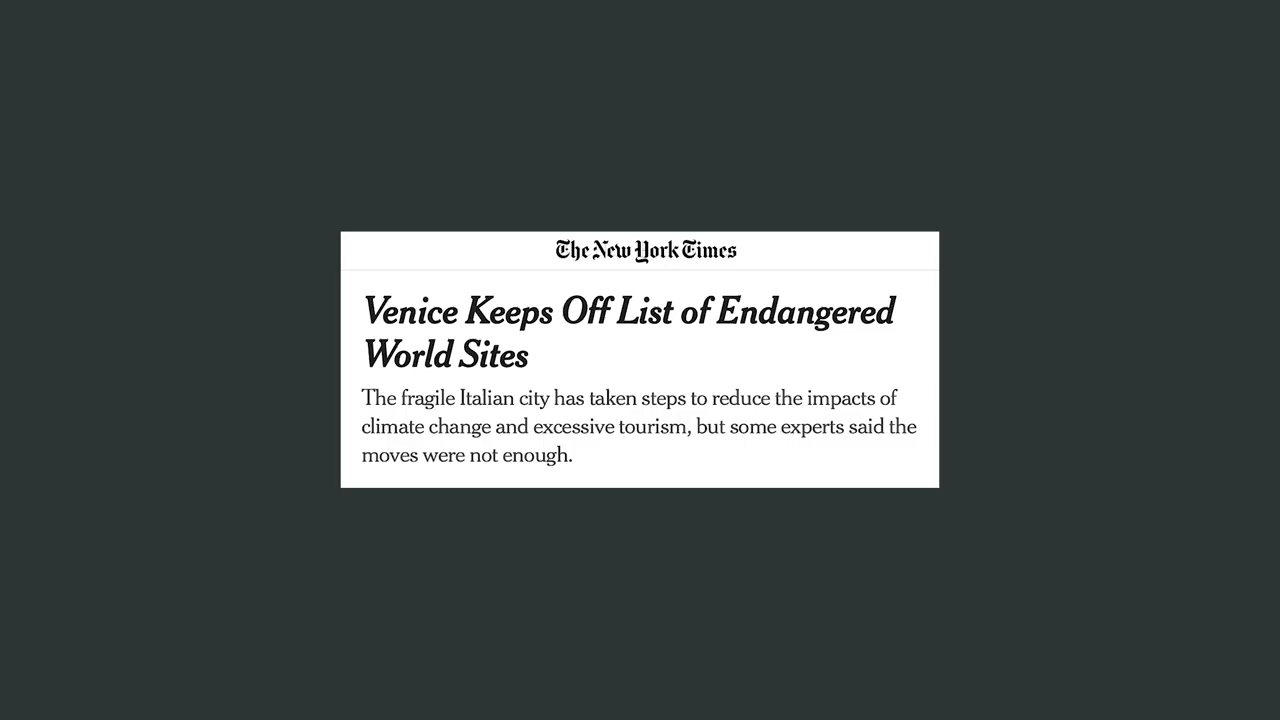 The New York Times
Venice Keeps Off List of Endangered
World Sites
The fragile Italian city has taken steps to reduce the impacts of
climate change and excessive tourism, but some experts said the
moves were not enough.